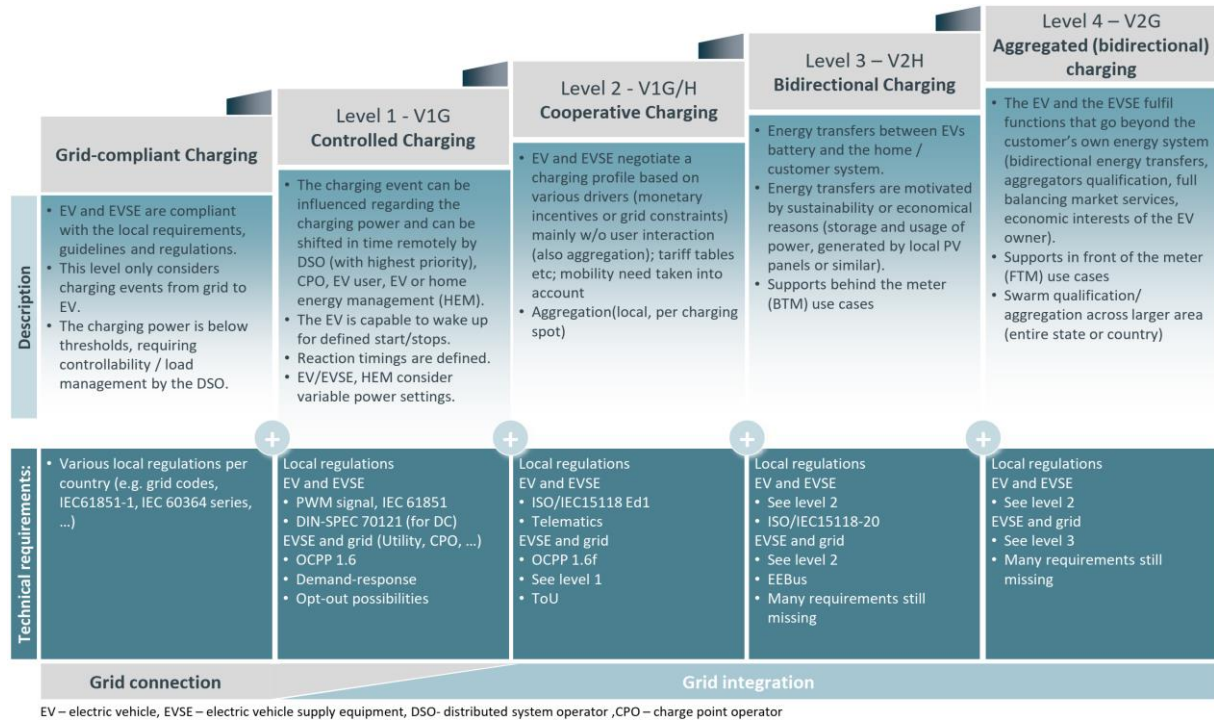 Grid-compliant Charging
Level 1 - V1G
Controlled Charging
Level 2 - V1G/H
Cooperative Charging
Level 3 – V2H
Bidirectional Charging
Level 4 – V2G
Aggregated (bidirectional)
charging
Description
• EV and EVSE are compliant
with the local requirements,
guidelines and regulations.
• This level only considers
charging events from grid to
EV.
• The charging power is below
thresholds, requiring
controllability / load
management by the DSO.
• The charging event can be
influenced regarding the
charging power and can be
shifted in time remotely by
DSO (with highest priority),
CPO, EV user, EV or home
energy management (HEM).
• The EV is capable to wake up
for defined start/stops.
• Reaction timings are defined.
• EV/EVSE, HEM consider
variable power settings.
• EV and EVSE negotiate a
charging profile based on
various drivers (monetary
incentives or grid constraints)
mainly w/o user interaction
(also aggregation); tariff tables
etc; mobility need taken into
account
• Aggregation(local, per charging
spot)
• Energy transfers between EVs
battery and the home /
customer system.
• Energy transfers are motivated
by sustainability or economical
reasons (storage and usage of
power, generated by local PV
panels or similar).
• Supports behind the meter
(BTM) use cases
• The EV and the EVSE fulfil
functions that go beyond the
customer's own energy system
(bidirectional energy transfers,
aggregators qualification, full
balancing market services,
economic interests of the EV
owner).
• Supports in front of the meter
(FTM) use cases
• Swarm qualification/
aggregation across larger area
(entire state or country)
+
+
+
+
Technical requirements:
• Various local regulations per
country (e.g. grid codes,
IEC61851-1, IEC 60364 series,
…)
Local regulations
EV and EVSE
• PWM signal, IEC 61851
• DIN-SPEC 70121 (for DC)
EVSE and grid (Utility, CPO, …)
• OCPP 1.6
• Demand-response
• Opt-out possibilities
Local regulations
EV and EVSE
• ISO/IEC15118 Ed1
• Telematics
EVSE and grid
• OCPP 1.6f
• See level 1
• ToU
Local regulations
EV and EVSE
• See level 2
• ISO/IEC15118-20
EVSE and grid
• See level 2
• EEBus
• Many requirements still
missing
Local regulations
EV and EVSE
• See level 2
EVSE and grid
• See level 3
• Many requirements still
missing
Grid connection
Grid integration
EV – electric vehicle, EVSE – electric vehicle supply equipment, DSO- distributed system operator ,CPO – charge point operator